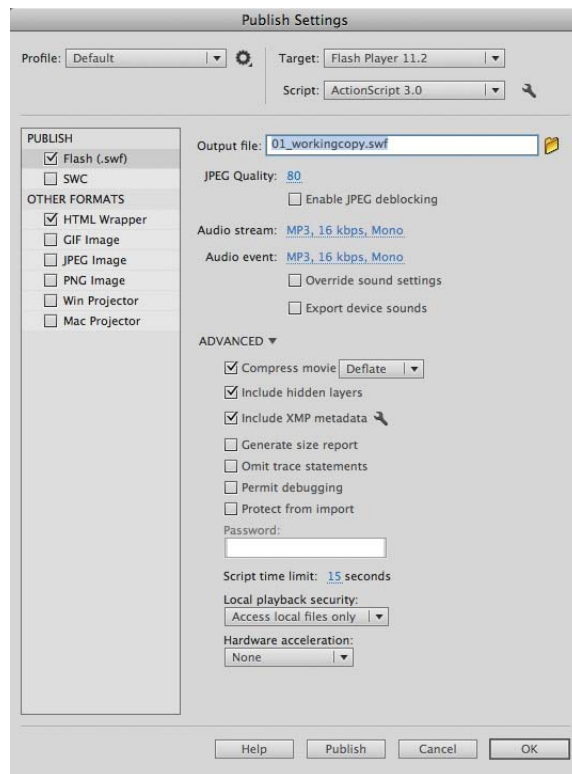 Publish Settings
Profile: Default
Target: Flash Player 11.2
Script: ActionScript 3.0
PUBLISH
Flash (.swf)
SWC
OTHER FORMATS
HTML Wrapper
GIF Image
JPEG Image
PNG Image
Win Projector
Mac Projector
Output file: 01_workingcopy.swf
JPEG Quality: 80
Enable JPEG deblocking
Audio stream: MP3, 16 kbps, Mono
Audio event: MP3, 16 kbps, Mono
Override sound settings
Export device sounds
ADVANCED
Compress movie Deflate
Include hidden layers
Include XMP metadata
Generate size report
Omit trace statements
Permit debugging
Protect from import
Password:
Script time limit: 15 seconds
Local playback security:
Access local files only
Hardware acceleration:
None
Help Publish Cancel OK